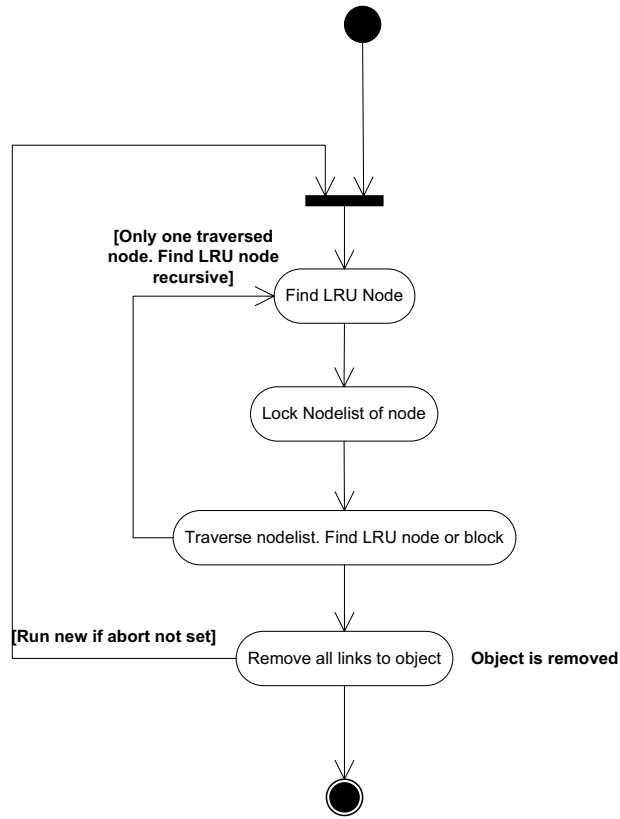 [Only one traversed
node. Find LRU node
recursive]
Find LRU Node
Lock Nodelist of node
Traverse nodelist. Find LRU node or block
[Run new if abort not set]
Remove all links to object
Object is removed